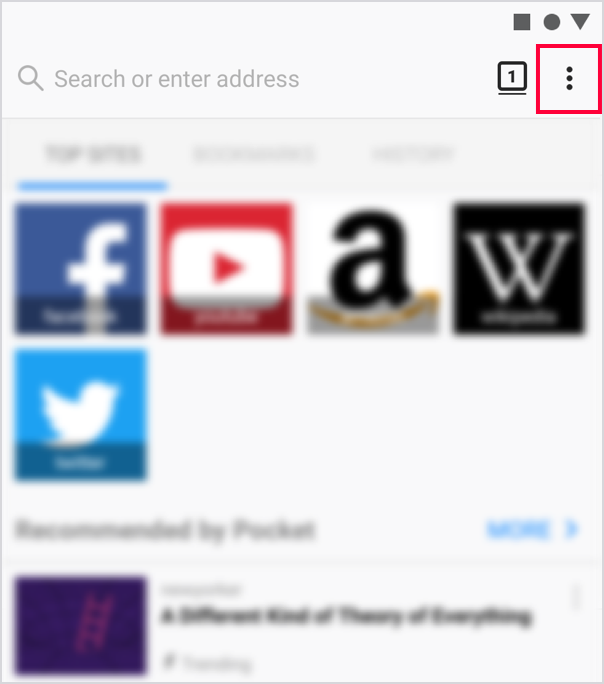 Search or enter address
1
TOP SITES BOOKMARKS HISTORY
facebook youtube wikipedia
twitter
Recommended by Pocket MORE
A Different Kind of Theory of Everything
Trending